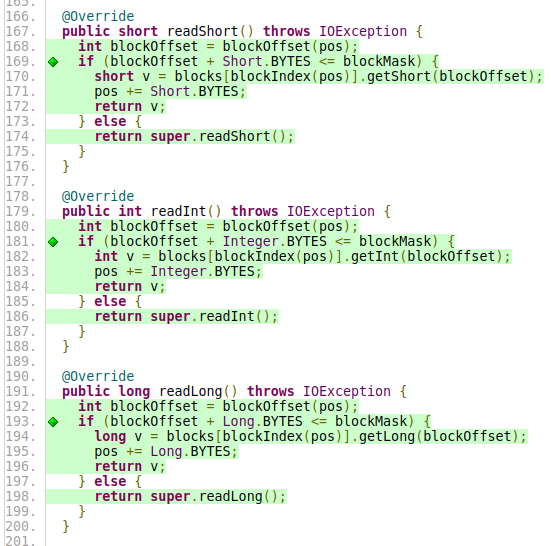 165.
166.   @Override
167.   public short readShort() throws IOException {
168.     int blockOffset = blockOffset(pos);
169.     if (blockOffset + Short.BYTES <= blockMask) {
170.       short v = blocks[blockIndex(pos)].getShort(blockOffset);
171.       pos += Short.BYTES;
172.       return v;
173.     } else {
174.       return super.readShort();
175.     }
176.   }
177.
178.   @Override
179.   public int readInt() throws IOException {
180.     int blockOffset = blockOffset(pos);
181.     if (blockOffset + Integer.BYTES <= blockMask) {
182.       int v = blocks[blockIndex(pos)].getInt(blockOffset);
183.       pos += Integer.BYTES;
184.       return v;
185.     } else {
186.       return super.readInt();
187.     }
188.   }
189.
190.   @Override
191.   public long readLong() throws IOException {
192.     int blockOffset = blockOffset(pos);
193.     if (blockOffset + Long.BYTES <= blockMask) {
194.       long v = blocks[blockIndex(pos)].getLong(blockOffset);
195.       pos += Long.BYTES;
196.       return v;
197.     } else {
198.       return super.readLong();
199.     }
200.   }
201.